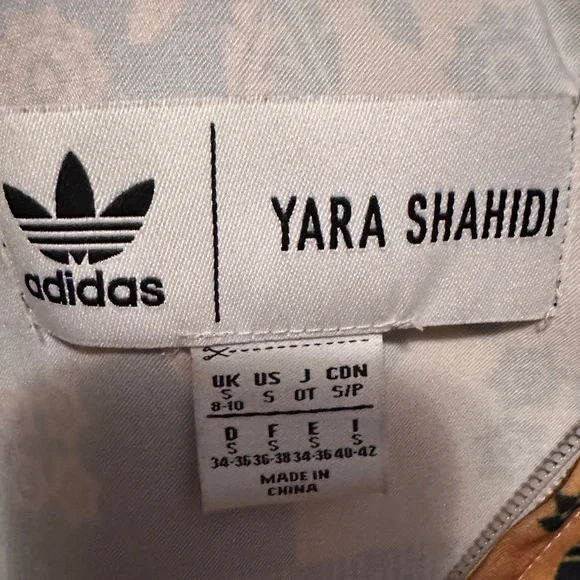 adidas
YARA SHAHIDI
UK US J CDN
S S OT S/P
8-10
D F E I
S S S S
34-36 36-38 34-36 40-42
MADE IN
CHINA